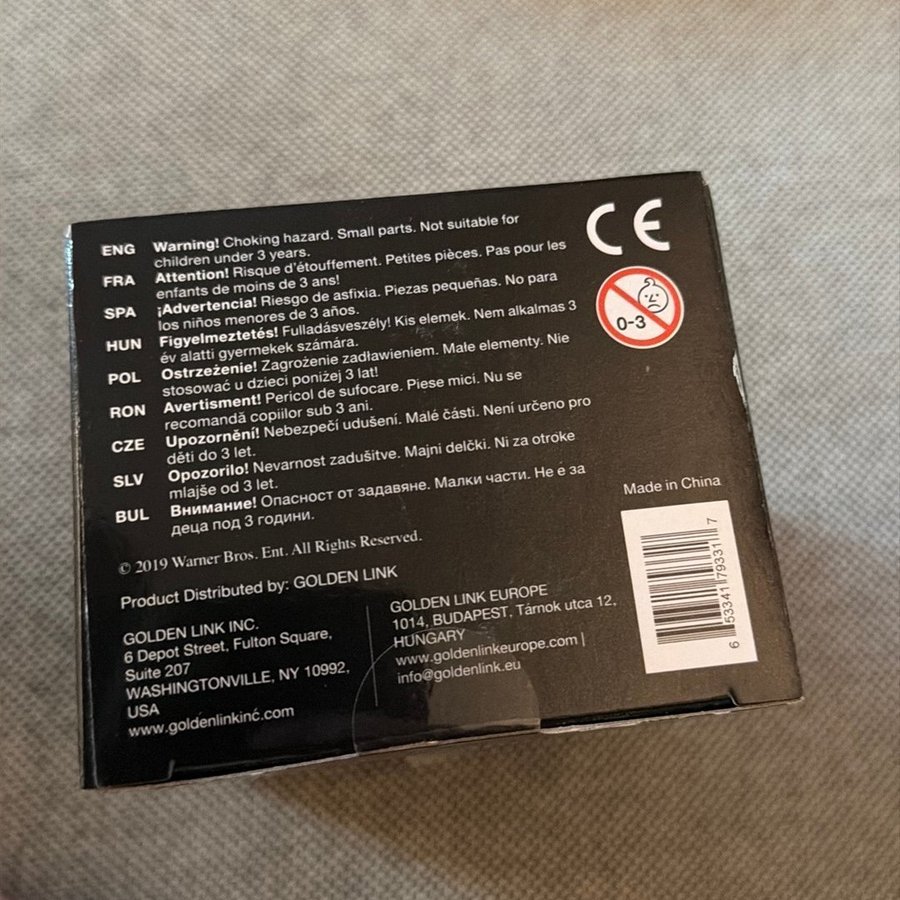 CE
0-3
ENG Warning! Choking hazard. Small parts. Not suitable for
children under 3 years.
FRA Attention! Risque d'étouffement. Petites pièces. Pas pour les
enfants de moins de 3 ans!
SPA ¡Advertencia! Riesgo de asfixia. Piezas pequeñas. No para
los niños menores de 3 años.
HUN Figyelmeztetés! Fulladásveszély! Kis elemek. Nem alkalmas 3
év alatti gyermekek számára.
POL Ostrzeżenie! Zagrożenie zadławieniem. Małe elementy. Nie
stosować u dzieci poniżej 3 lat!
RON Avertisment! Pericol de sufocare. Piese mici. Nu se
recomandă copiilor sub 3 ani.
CZE Upozornění! Nebezpečí udušení. Malé části. Není určeno pro
děti do 3 let.
SLV Opozorilo! Nevarnost zadušitve. Majni delčki. Ni za otroke
mlajše od 3 let.
BUL Внимание! Опасност от задавяне. Малки части. Не é за
деца под 3 години.
© 2019 Warner Bros. Ent. All Rights Reserved.
Product Distributed by: GOLDEN LINK
GOLDEN LINK INC.
6 Depot Street, Fulton Square,
Suite 207
WASHINGTONVILLE, NY 10992,
USA
www.goldenlinkinc.com
GOLDEN LINK EUROPE
1014, BUDAPEST, Tárnok utca 12,
HUNGARY
www.goldenlinkeurope.com |
info@goldenlink.eu
Made in China
6 53341 79331 7